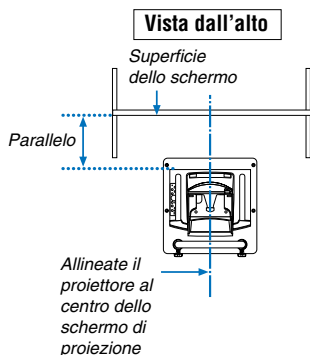 Vista dall'alto
Superficie
dello schermo
Parallelo
Allineate il
proiettore al
centro dello
schermo di
proiezione